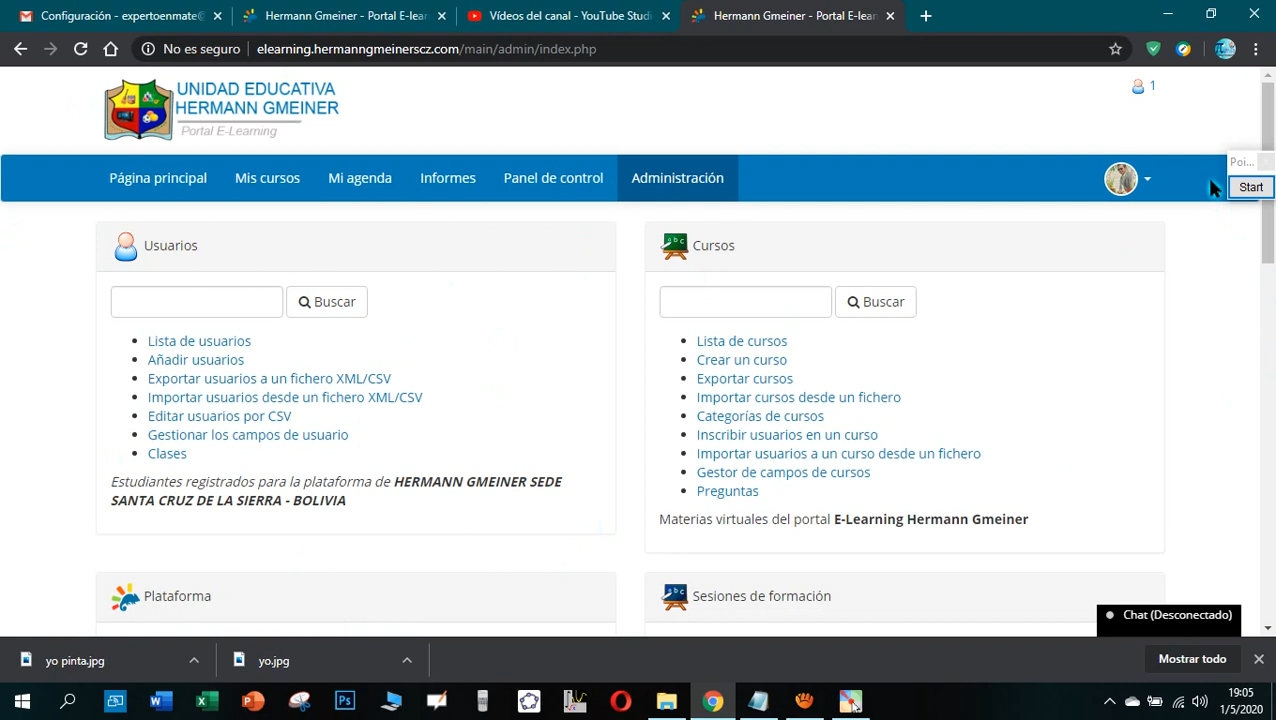 Configuración - expertoenmate@
Hermann Gmeiner - Portal E-lear
Vídeos del canal - YouTube Studi
Hermann Gmeiner - Portal E-lear
No es seguro
elearning.hermanngmeinerscz.com/main/admin/index.php
UNIDAD EDUCATIVA
HERMANN GMEINER
Portal E-Learning
1
Página principal
Mis cursos
Mi agenda
Informes
Panel de control
Administración
Poi...
Start
Usuarios
Buscar
Lista de usuarios
Añadir usuarios
Exportar usuarios a un fichero XML/CSV
Importar usuarios desde un fichero XML/CSV
Editar usuarios por CSV
Gestionar los campos de usuario
Clases
Estudiantes registrados para la plataforma de HERMANN GMEINER SEDE
SANTA CRUZ DE LA SIERRA - BOLIVIA
Cursos
Buscar
Lista de cursos
Crear un curso
Exportar cursos
Importar cursos desde un fichero
Categorías de cursos
Inscribir usuarios en un curso
Importar usuarios a un curso desde un fichero
Gestor de campos de cursos
Preguntas
Materias virtuales del portal E-Learning Hermann Gmeiner
Plataforma
Sesiones de formación
Chat (Desconectado)
yo pinta.jpg
yo.jpg
Mostrar todo
19:05
1/5/2020